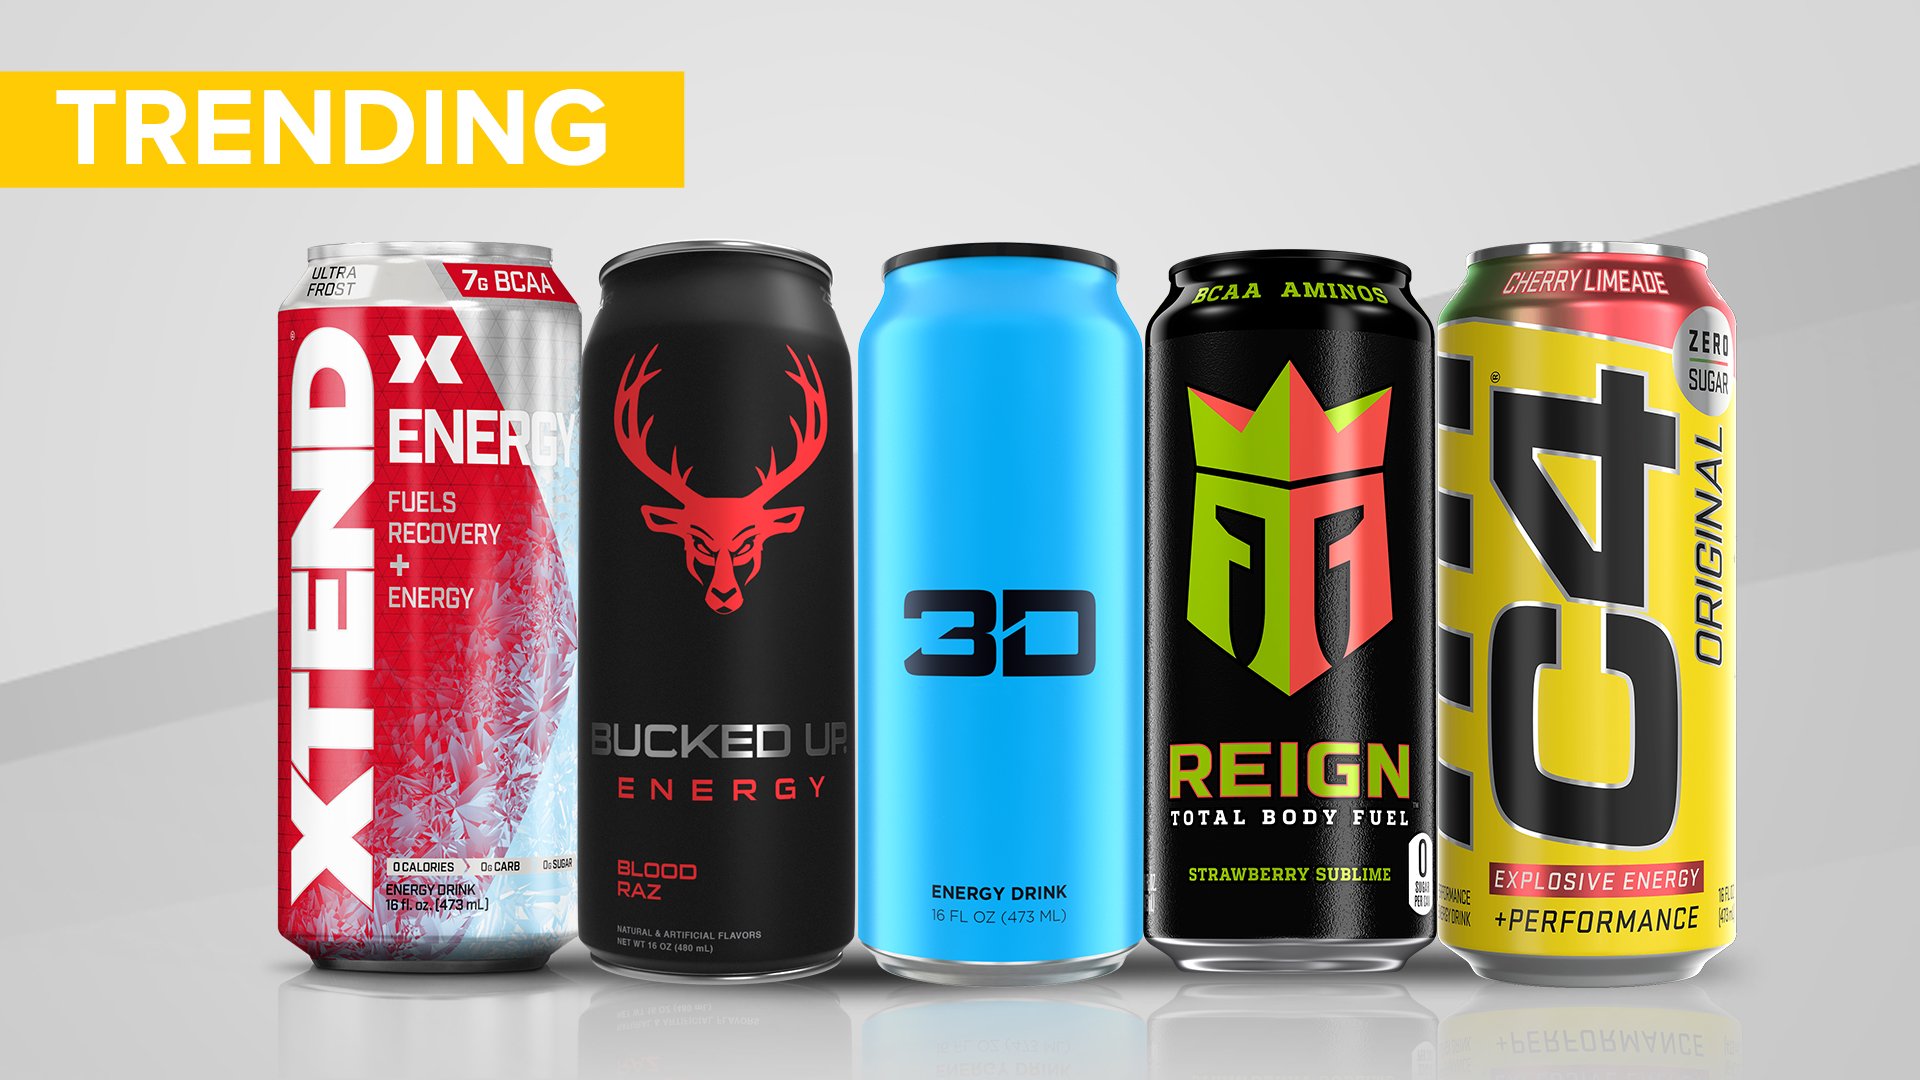 TRENDING
ULTRA
FROST
7G BCAA
XTEND
ENERGY
FUELS
RECOVERY
+
ENERGY
0 CALORIES
0G CARB
0G SUGAR
ENERGY DRINK
16 fl. oz. (473 mL)
BUCKED UP.
ENERGY
BLOOD
RAZ
NATURAL & ARTIFICIAL FLAVORS
NET WT 16 OZ (480 mL)
3D
ENERGY DRINK
16 FL OZ (473 ML)
BCAA AMINOS
REIGN
TOTAL BODY FUEL
STRAWBERRY SUBLIME
0
SUGAR
PER CAN
CHERRY LIMEADE
ZERO
SUGAR
C4®
ORIGINAL
EXPLOSIVE ENERGY
+PERFORMANCE